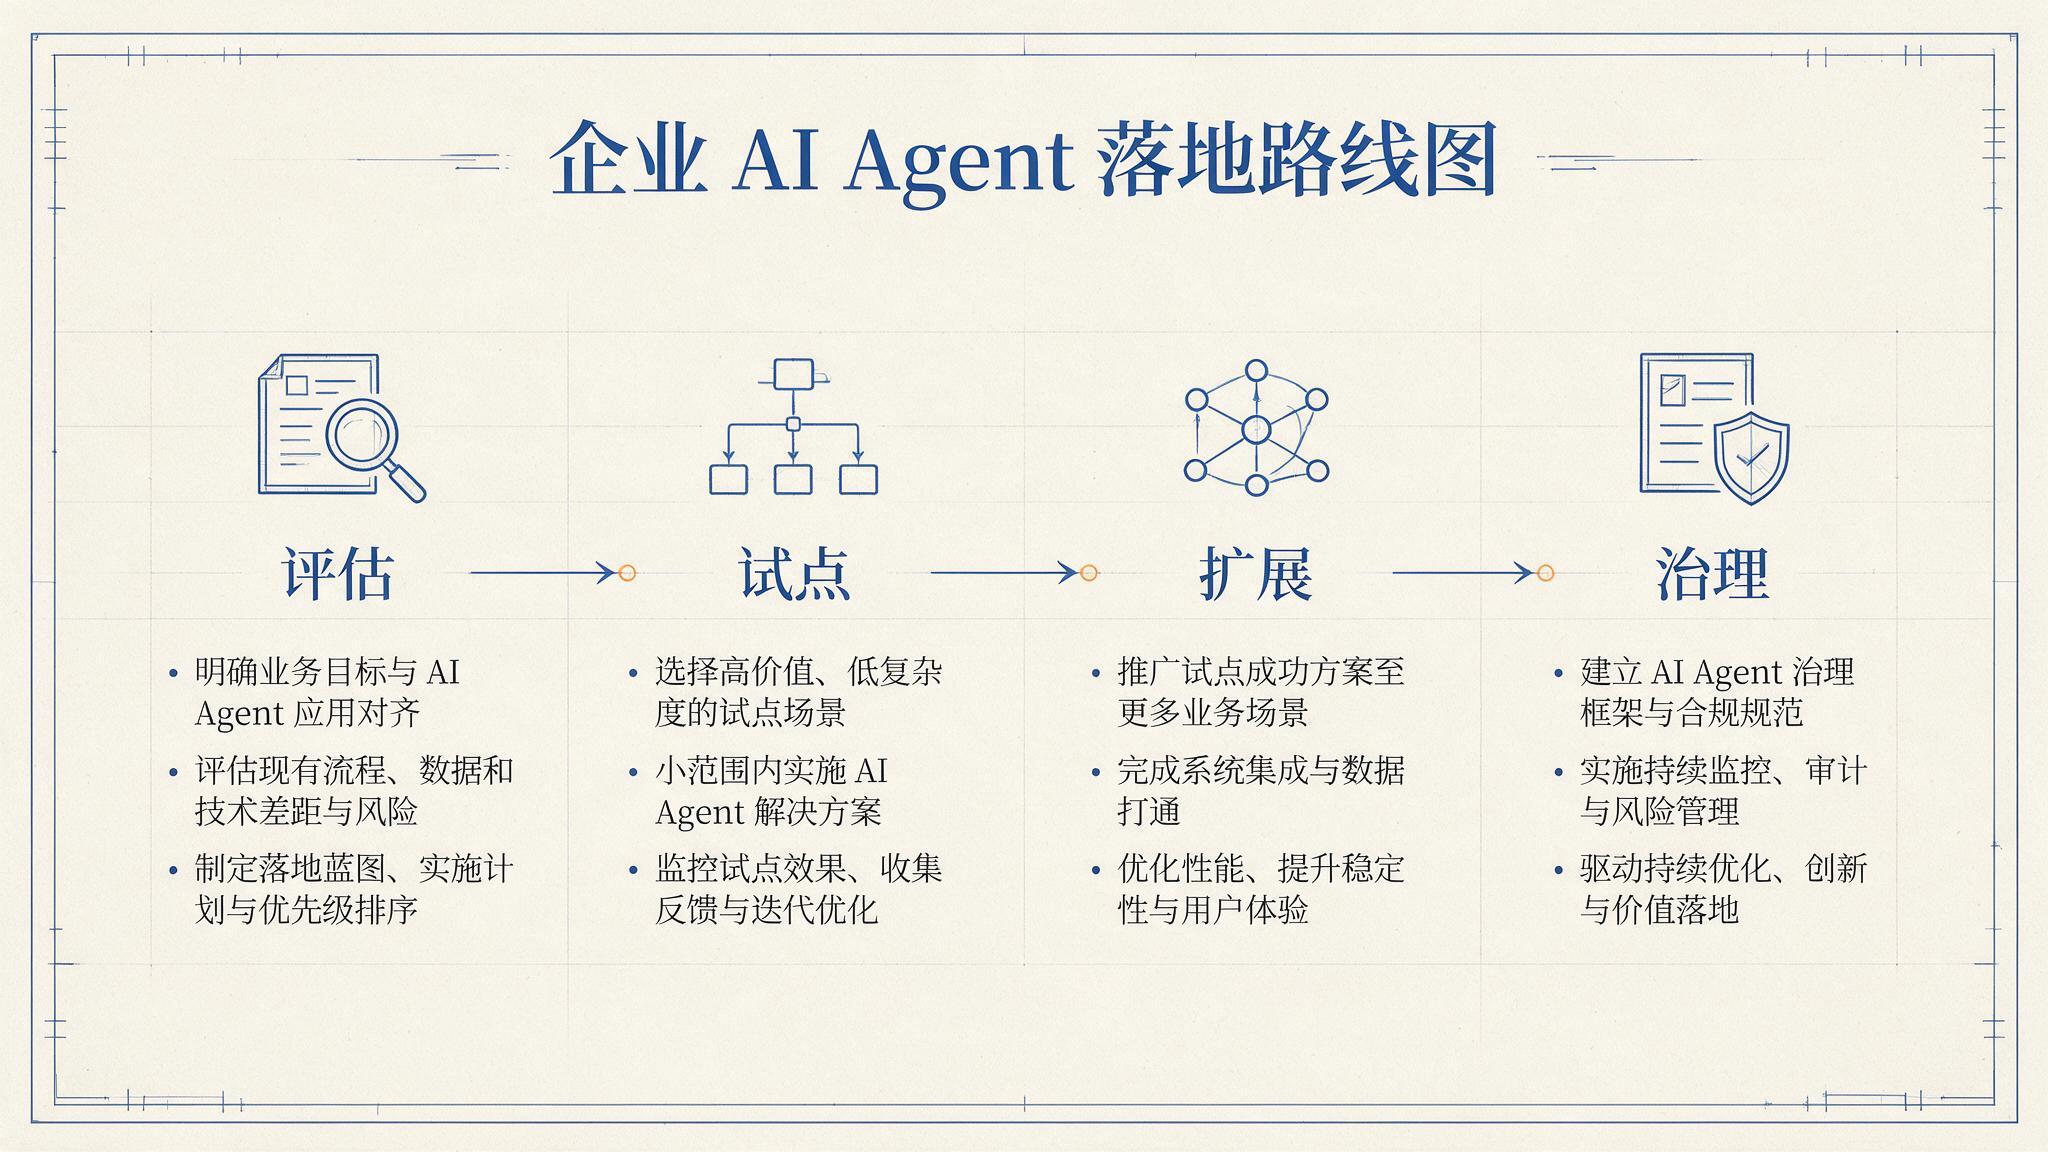 企业 AI Agent 落地路线图
评估
• 明确业务目标与 AI
Agent 应用对齐
• 评估现有流程、数据和
技术差距与风险
• 制定落地蓝图、实施计
划与优先级排序
试点
• 选择高价值、低复杂
度的试点场景
• 小范围内实施 AI
Agent 解决方案
• 监控试点效果、收集
反馈与迭代优化
扩展
• 推广试点成功方案至
更多业务场景
• 完成系统集成与数据
打通
• 优化性能、提升稳定
性与用户体验
治理
• 建立 AI Agent 治理
框架与合规规范
• 实施持续监控、审计
与风险管理
• 驱动持续优化、创新
与价值落地